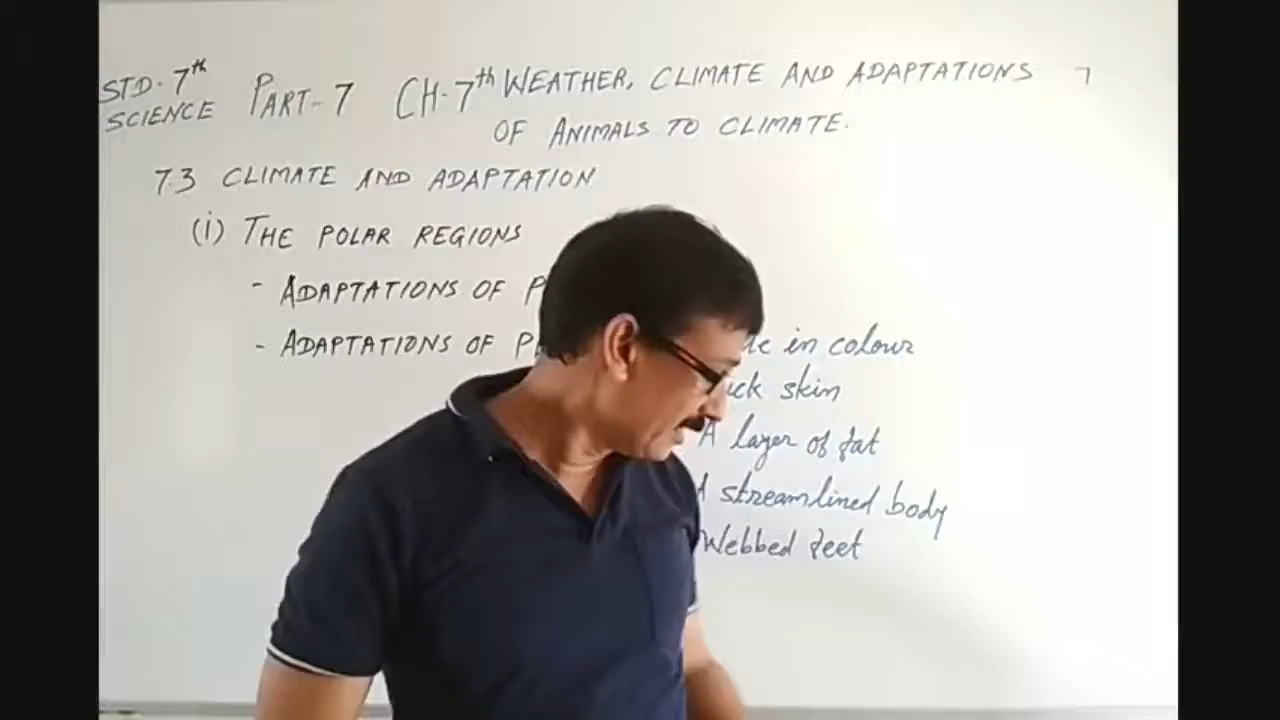 STD. 7th SCIENCE PART-7 CH-7th WEATHER, CLIMATE AND ADAPTATIONS
OF ANIMALS TO CLIMATE.
7.3 CLIMATE AND ADAPTATION
(i) THE POLAR REGIONS
- ADAPTATIONS OF
- ADAPTATIONS OF
in colour
skin
A layer of fat
streamlined body
Webbed feet